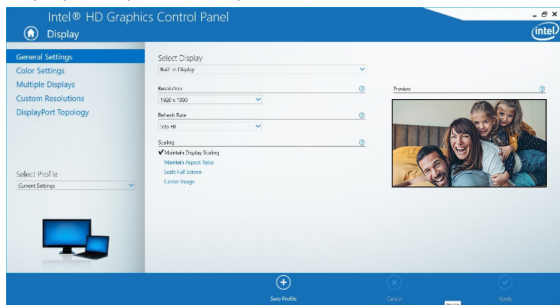 Intel® HD Graphics Control Panel
Display
intel
General Settings
Color Settings
Multiple Displays
Custom Resolutions
DisplayPort Topology
Select Profile
Current Settings
Select Display
Built-in Display
Resolution
Refresh Rate
Scaling
Maintain Display Scaling
Maintain Aspect Ratio
Scale Full Screen
Center Image
Preview
Save Profile
Cancel
Apply